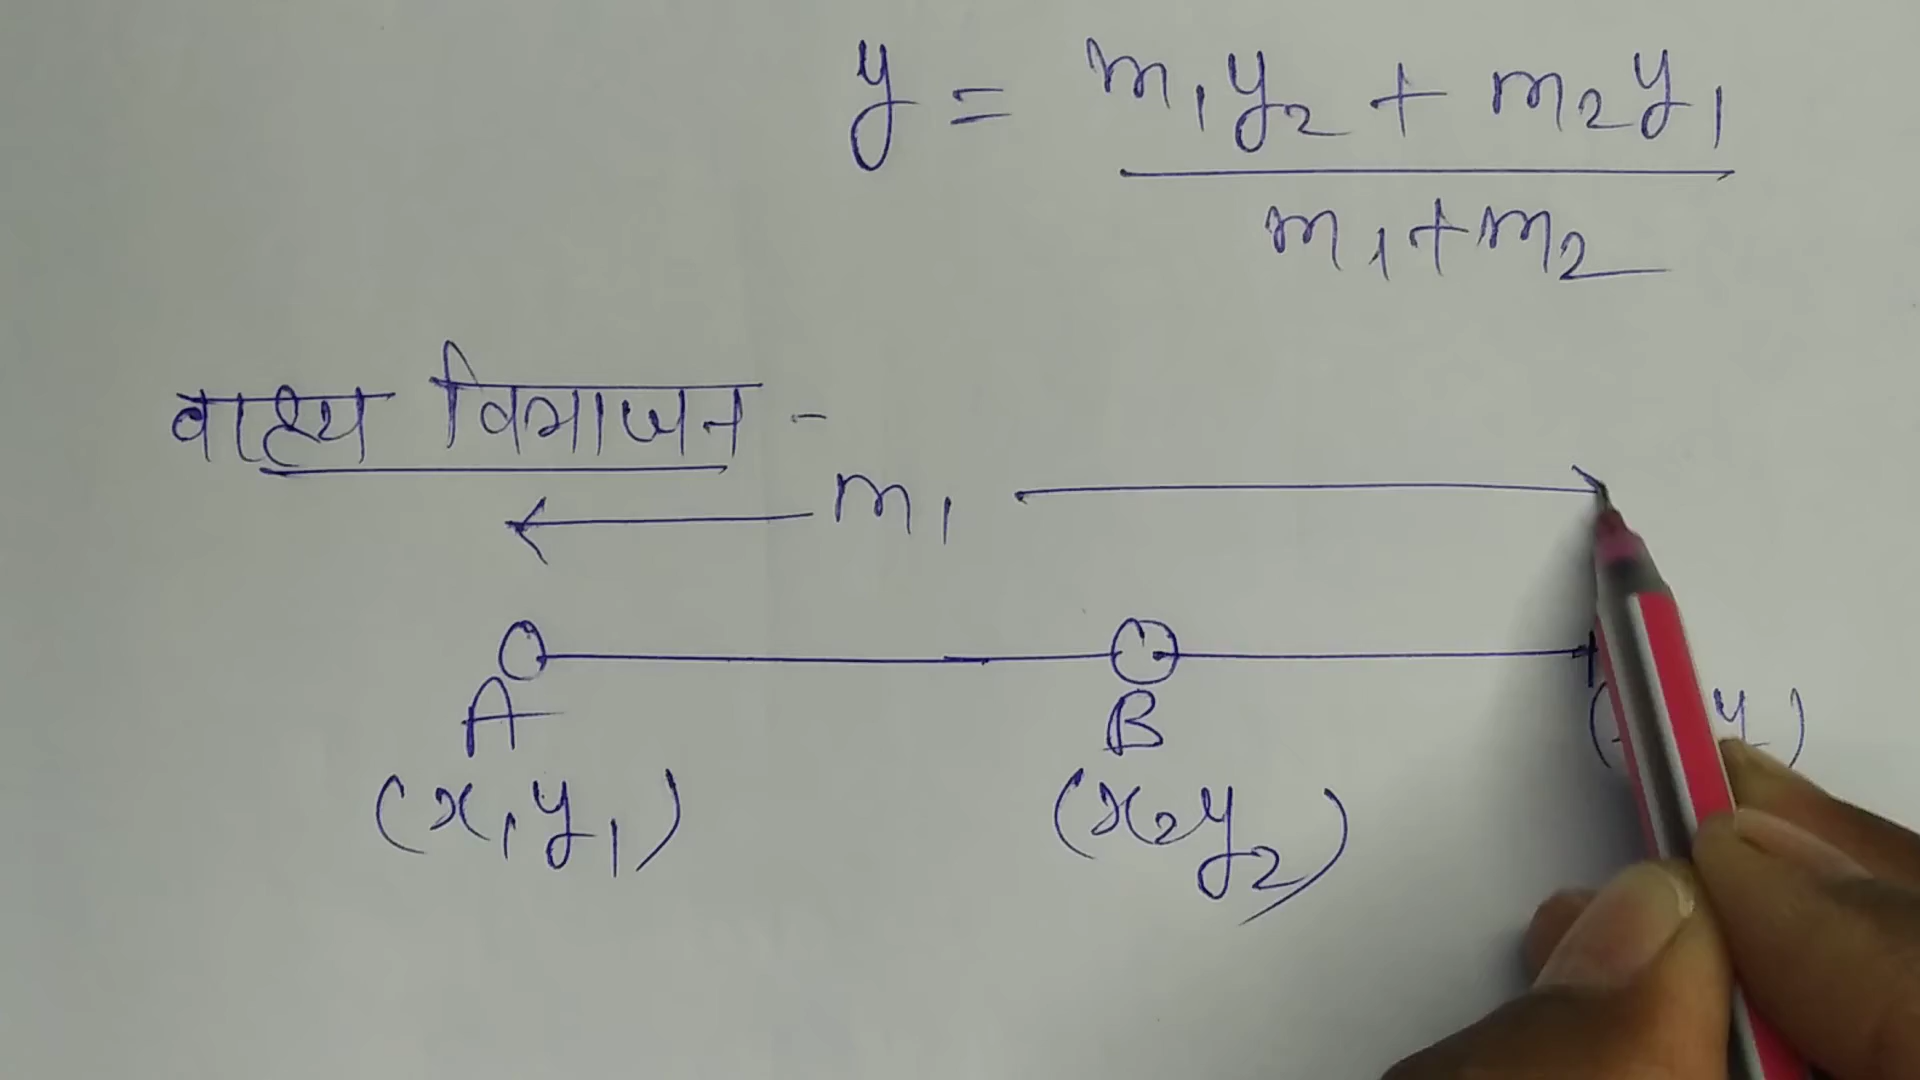 y = m₁y₂ + m₂y₁
m₁+m₂
वाह्य विभाजन -
m₁
A B
(x₁y₁) (x₂y₂) y)